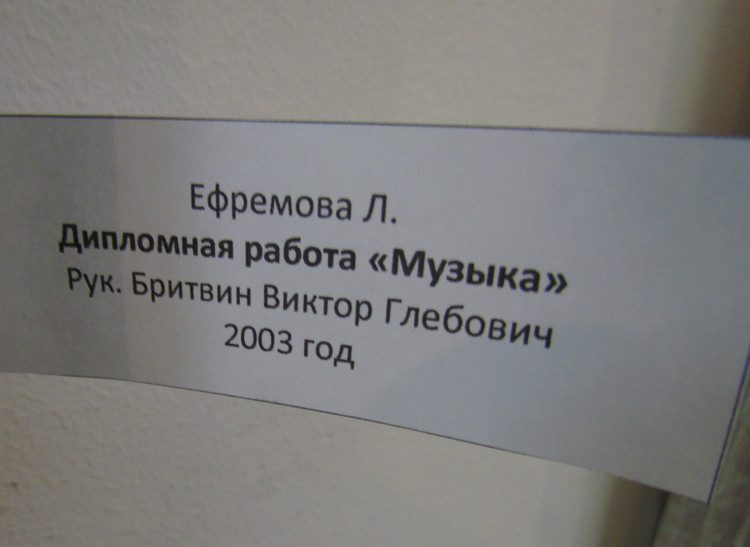 Ефремова Л.
Дипломная работа «Музыка»
Рук. Бритвин Виктор Глебович
2003 год